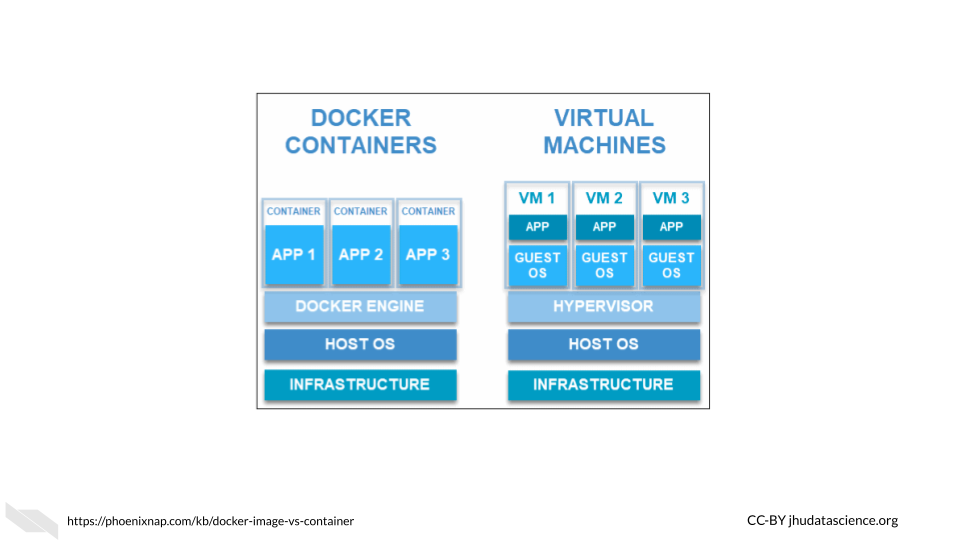 DOCKER
CONTAINERS
CONTAINER CONTAINER CONTAINER
APP 1 APP 2 APP 3
DOCKER ENGINE
HOST OS
INFRASTRUCTURE
VIRTUAL
MACHINES
VM 1 VM 2 VM 3
APP APP APP
GUEST GUEST GUEST
OS OS OS
HYPERVISOR
HOST OS
INFRASTRUCTURE
https://phoenixnap.com/kb/docker-image-vs-container
CC-BY jhudatascience.org